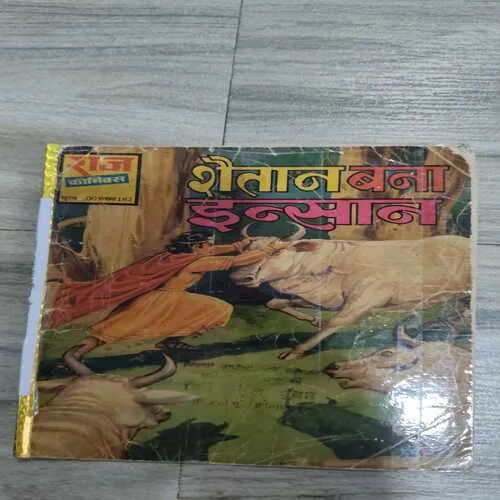 राज
कॉमिक्स
शैतान बना
इन्सान